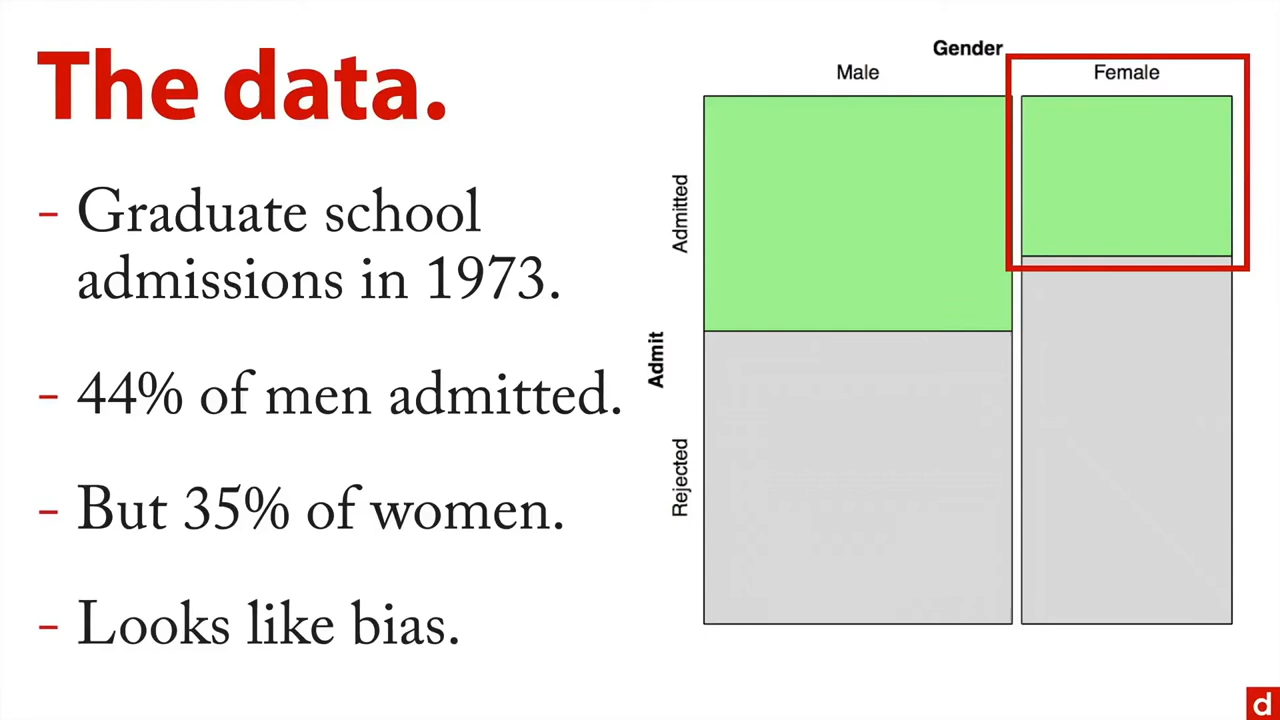 The data.
- Graduate school
admissions in 1973.
- 44% of men admitted.
- But 35% of women.
- Looks like bias.
Gender
Male
Female
Admitted
Admit
Rejected
d